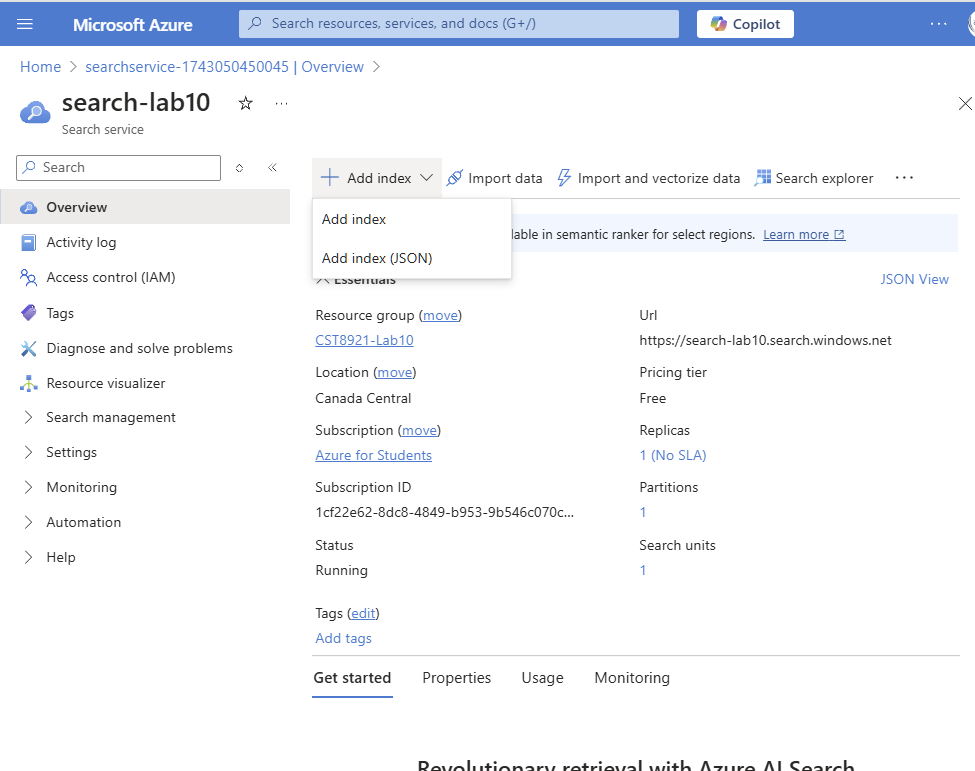 Microsoft Azure
Search resources, services, and docs (G+/)
Copilot
Home > searchservice-1743050450045 | Overview >
search-lab10
Search service
Search
Overview
Activity log
Access control (IAM)
Tags
Diagnose and solve problems
Resource visualizer
Search management
Settings
Monitoring
Automation
Help
Add index
Import data
Import and vectorize data
Search explorer
Add index
Add index (JSON)
lable in semantic ranker for select regions. Learn more
Essentials
JSON View
Resource group (move)
CST8921-Lab10
Location (move)
Canada Central
Subscription (move)
Azure for Students
Subscription ID
1cf22e62-8dc8-4849-b953-9b546c070c...
Status
Running
Url
https://search-lab10.search.windows.net
Pricing tier
Free
Replicas
1 (No SLA)
Partitions
1
Search units
1
Tags (edit)
Add tags
Get started
Properties
Usage
Monitoring
Revolutionary retrieval with Azure AI Search